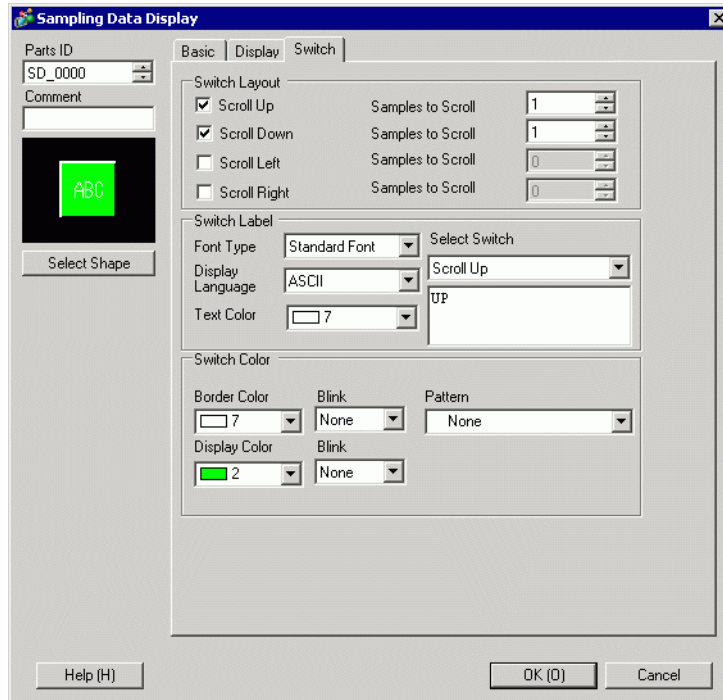 Sampling Data Display
Parts ID
SD_0000
Comment
ABC
Select Shape
Basic Display Switch
Switch Layout
Scroll Up Samples to Scroll 1
Scroll Down Samples to Scroll 1
Scroll Left Samples to Scroll 0
Scroll Right Samples to Scroll 0
Switch Label
Font Type Standard Font Select Switch
Scroll Up
Display
Language ASCII
UP
Text Color 7
Switch Color
Border Color Blink Pattern
7 None None
Display Color Blink
2 None
Help (H) OK (O) Cancel